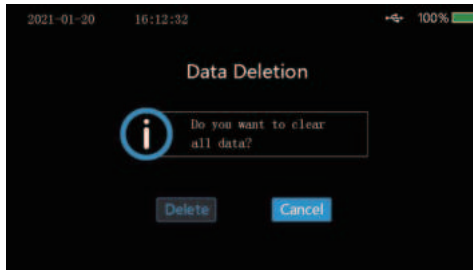 2021-01-20 16:12:32 100%
Data Deletion
Do you want to clear
all data?
Delete Cancel